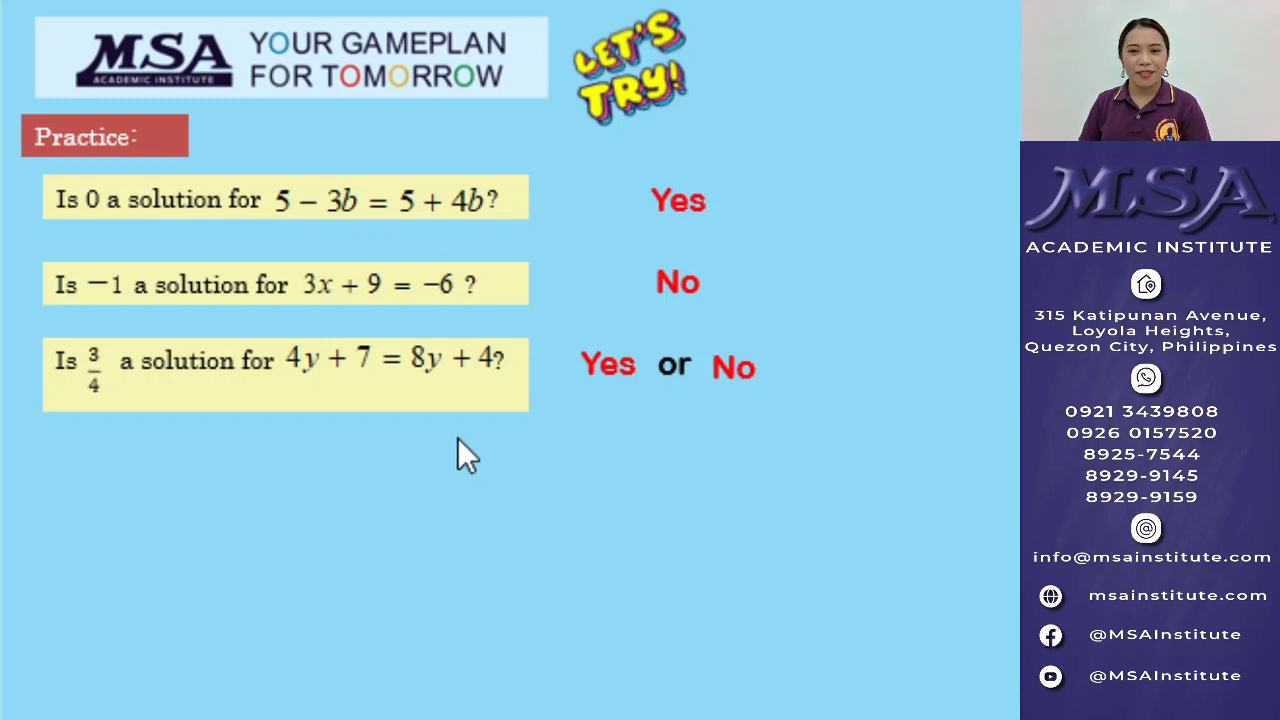 MSA
ACADEMIC INSTITUTE
YOUR GAMEPLAN
FOR TOMORROW
LET'S
TRY!
Practice:
Is 0 a solution for 5 − 3b = 5 + 4b?
Yes
Is −1 a solution for 3x + 9 = −6 ?
No
Is 3/4 a solution for 4y + 7 = 8y + 4?
Yes or No
MSA
ACADEMIC INSTITUTE
315 Katipunan Avenue,
Loyola Heights,
Quezon City, Philippines
0921 3439808
0926 0157520
8925-7544
8929-9145
8929-9159
info@msainstitute.com
msainstitute.com
@MSAInstitute
@MSAInstitute